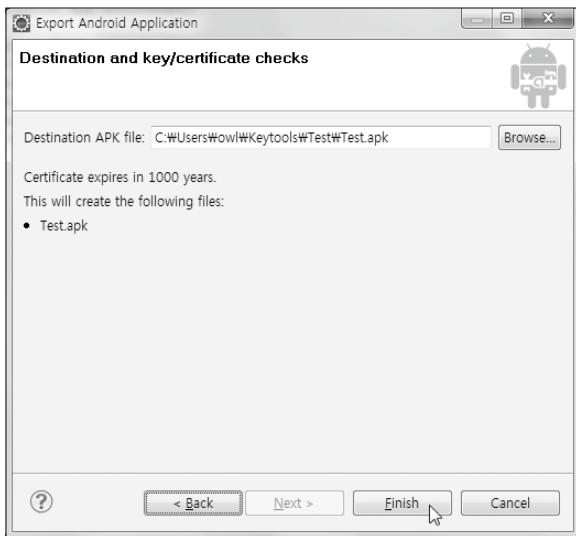 Export Android Application
Destination and key/certificate checks
Destination APK file: C:₩Users₩owl₩Keytools₩Test₩Test.apk Browse...
Certificate expires in 1000 years.
This will create the following files:
• Test.apk
? < Back Next > Finish Cancel